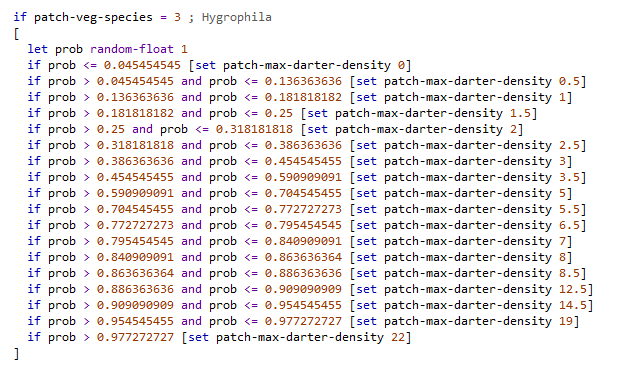 if patch-veg-species = 3 ; Hygrophila
[
let prob random-float 1
if prob <= 0.045454545 [set patch-max-darter-density 0]
if prob > 0.045454545 and prob <= 0.136363636 [set patch-max-darter-density 0.5]
if prob > 0.136363636 and prob <= 0.181818182 [set patch-max-darter-density 1]
if prob > 0.181818182 and prob <= 0.25 [set patch-max-darter-density 1.5]
if prob > 0.25 and prob <= 0.318181818 [set patch-max-darter-density 2]
if prob > 0.318181818 and prob <= 0.386363636 [set patch-max-darter-density 2.5]
if prob > 0.386363636 and prob <= 0.454545455 [set patch-max-darter-density 3]
if prob > 0.454545455 and prob <= 0.590909091 [set patch-max-darter-density 3.5]
if prob > 0.590909091 and prob <= 0.704545455 [set patch-max-darter-density 5]
if prob > 0.704545455 and prob <= 0.772727273 [set patch-max-darter-density 5.5]
if prob > 0.772727273 and prob <= 0.795454545 [set patch-max-darter-density 6.5]
if prob > 0.795454545 and prob <= 0.840909091 [set patch-max-darter-density 7]
if prob > 0.840909091 and prob <= 0.863636364 [set patch-max-darter-density 8]
if prob > 0.863636364 and prob <= 0.886363636 [set patch-max-darter-density 8.5]
if prob > 0.886363636 and prob <= 0.909090909 [set patch-max-darter-density 12.5]
if prob > 0.909090909 and prob <= 0.954545455 [set patch-max-darter-density 14.5]
if prob > 0.954545455 and prob <= 0.977272727 [set patch-max-darter-density 19]
if prob > 0.977272727 [set patch-max-darter-density 22]
]